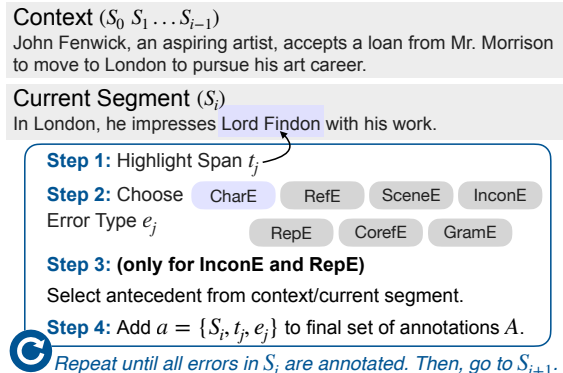 Context (S₀ S₁ … Sᵢ₋₁)
John Fenwick, an aspiring artist, accepts a loan from Mr. Morrison
to move to London to pursue his art career.
Current Segment (Sᵢ)
In London, he impresses Lord Findon with his work.
Step 1: Highlight Span tⱼ
Step 2: Choose CharE RefE SceneE InconE
Error Type eⱼ RepE CorefE GramE
Step 3: (only for InconE and RepE)
Select antecedent from context/current segment.
Step 4: Add a = {Sᵢ, tⱼ, eⱼ} to final set of annotations A.
Repeat until all errors in Sᵢ are annotated. Then, go to Sᵢ₊₁.